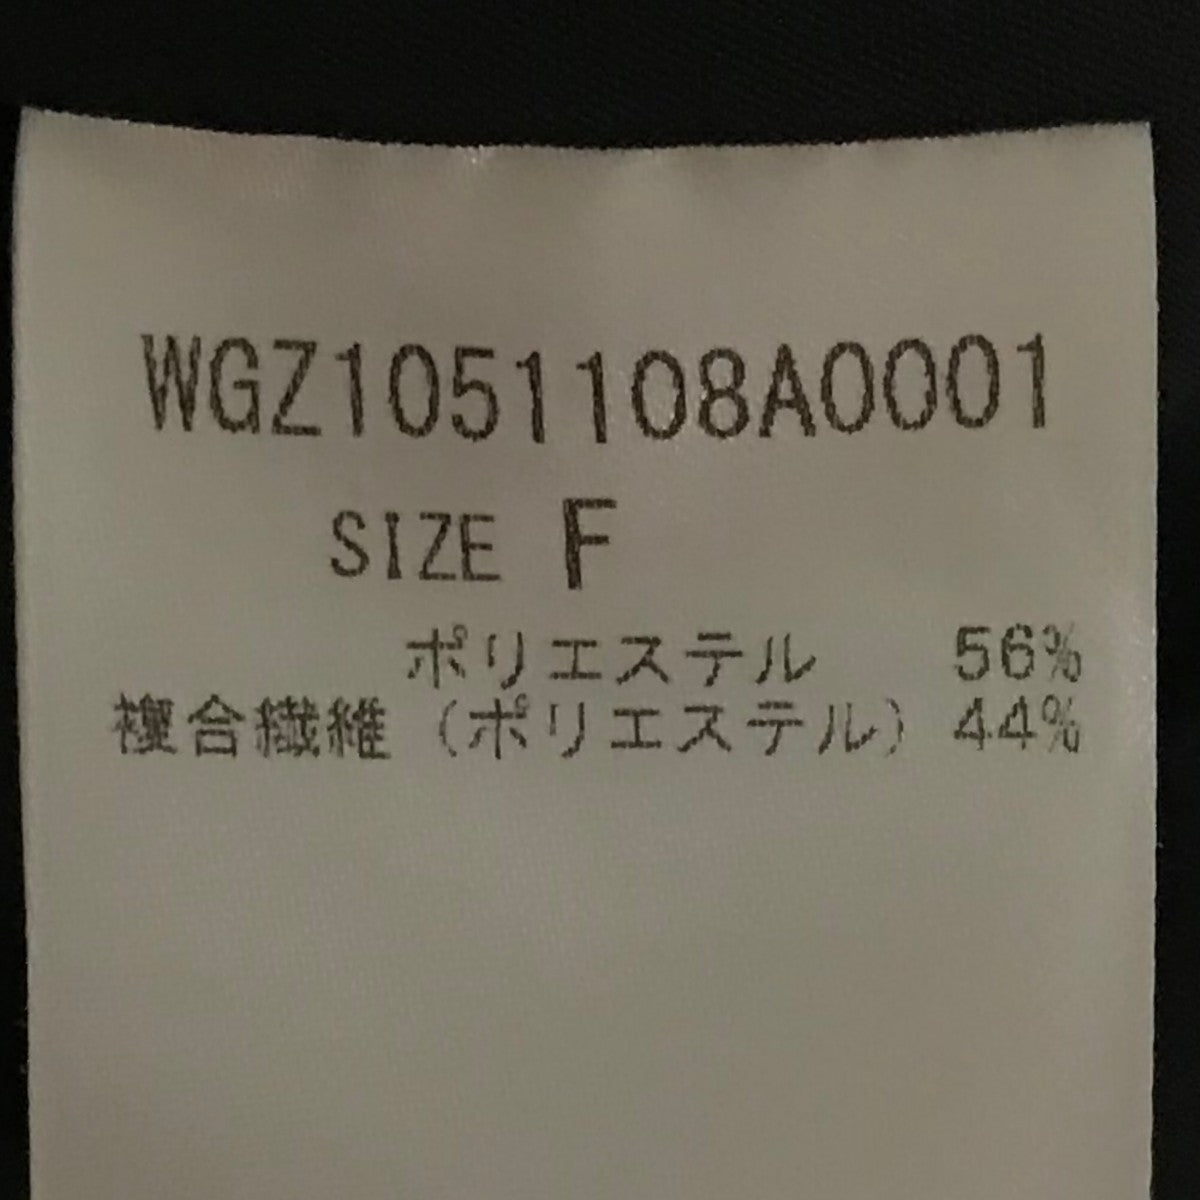 WGZ1051108A0001
SIZE F
ポリエステル 56%
複合繊維 (ポリエステル) 44%